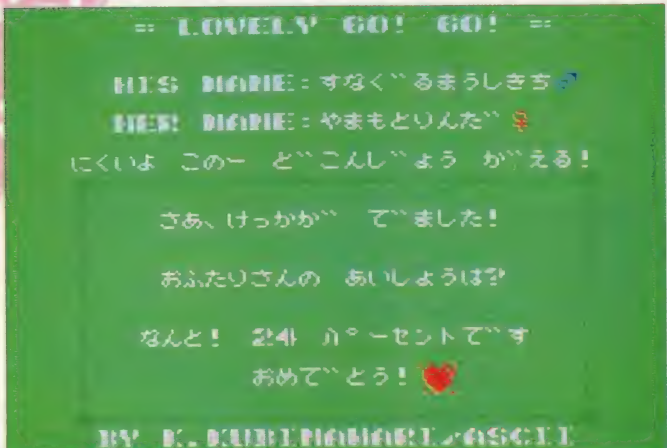 = LOVELY GO! GO! =
HIS NAME:すなく゛るまうしきち♂
HER NAME:やまもとりんた゛♀
にくいよ このー と゛こんし゛ょう か゛える!
さあ、けっかか゛ て゛ました!
おふたりさんの あいしょうは?
なんと! 24 ハ゜ーセントて゛す
おめて゛とう!♥
BY K. /ASCII